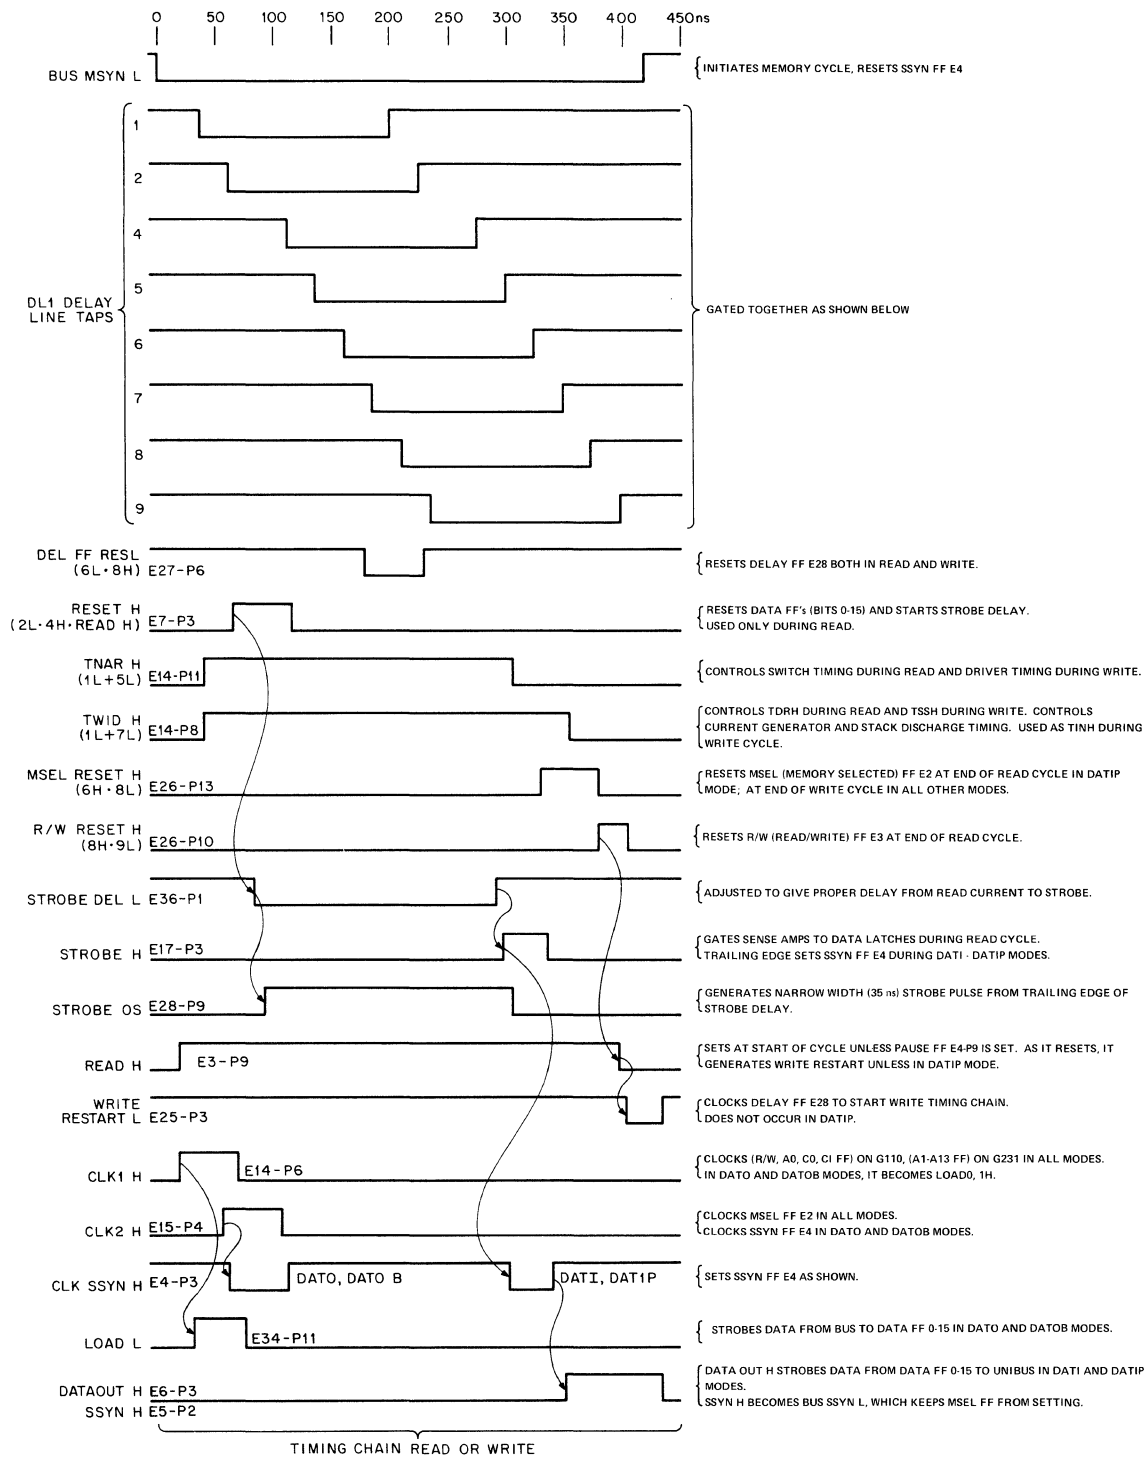 0 50 100 150 200 250 300 350 400 450ns
BUS MSYN L
INITIATES MEMORY CYCLE, RESETS SSYN FF E4
1
2
4
5
DL1 DELAY
LINE TAPS
GATED TOGETHER AS SHOWN BELOW
6
7
8
9
DEL FF RESL
(6L·8H) E27-P6
RESETS DELAY FF E28 BOTH IN READ AND WRITE.
RESET H
(2L·4H·READ H) E7-P3
RESETS DATA FF's (BITS 0-15) AND STARTS STROBE DELAY.
USED ONLY DURING READ.
TNAR H
(1L+5L) E14-P11
CONTROLS SWITCH TIMING DURING READ AND DRIVER TIMING DURING WRITE.
TWID H
(1L+7L) E14-P8
CONTROLS TDRH DURING READ AND TSSH DURING WRITE. CONTROLS
CURRENT GENERATOR AND STACK DISCHARGE TIMING. USED AS TINH DURING
WRITE CYCLE.
MSEL RESET H
(6H·8L) E26-P13
RESETS MSEL (MEMORY SELECTED) FF E2 AT END OF READ CYCLE IN DATIP
MODE; AT END OF WRITE CYCLE IN ALL OTHER MODES.
R/W RESET H
(8H·9L) E26-P10
RESETS R/W (READ/WRITE) FF E3 AT END OF READ CYCLE.
STROBE DEL L E36-P1
ADJUSTED TO GIVE PROPER DELAY FROM READ CURRENT TO STROBE.
STROBE H E17-P3
GATES SENSE AMPS TO DATA LATCHES DURING READ CYCLE.
TRAILING EDGE SETS SSYN FF E4 DURING DATI · DATIP MODES.
STROBE OS E28-P9
GENERATES NARROW WIDTH (35 ns) STROBE PULSE FROM TRAILING EDGE OF
STROBE DELAY.
READ H E3-P9
SETS AT START OF CYCLE UNLESS PAUSE FF E4-P9 IS SET. AS IT RESETS, IT
GENERATES WRITE RESTART UNLESS IN DATIP MODE.
WRITE
RESTART L E25-P3
CLOCKS DELAY FF E28 TO START WRITE TIMING CHAIN.
DOES NOT OCCUR IN DATIP.
CLK1 H E14-P6
CLOCKS (R/W, A0, C0, CI FF) ON G110, (A1-A13 FF) ON G231 IN ALL MODES.
IN DATO AND DATOB MODES, IT BECOMES LOAD0, 1H.
CLK2 H E15-P4
CLOCKS MSEL FF E2 IN ALL MODES.
CLOCKS SSYN FF E4 IN DATO AND DATOB MODES.
CLK SSYN H E4-P3 DATO, DATO B DATI, DAT1P
SETS SSYN FF E4 AS SHOWN.
LOAD L E34-P11
STROBES DATA FROM BUS TO DATA FF 0-15 IN DATO AND DATOB MODES.
DATAOUT H E6-P3
SSYN H E5-P2
DATA OUT H STROBES DATA FROM DATA FF 0-15 TO UNIBUS IN DATI AND DATIP
MODES.
SSYN H BECOMES BUS SSYN L, WHICH KEEPS MSEL FF FROM SETTING.
TIMING CHAIN READ OR WRITE